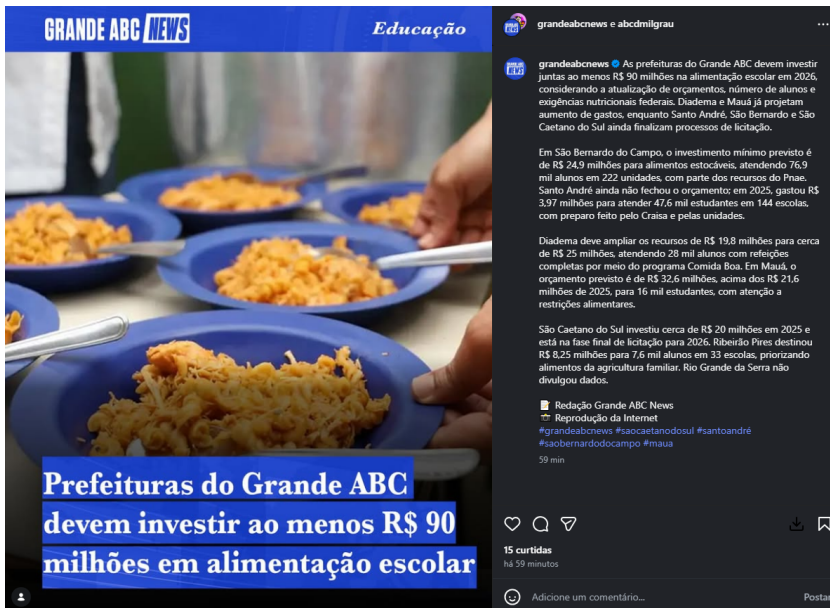 GRANDE ABC NEWS
Educação
Prefeituras do Grande ABC
devem investir ao menos R$ 90
milhões em alimentação escolar
grandeabcnews e abcdmilgrau
grandeabcnews As prefeituras do Grande ABC devem investir
juntas ao menos R$ 90 milhões na alimentação escolar em 2026,
considerando a atualização de orçamentos, número de alunos e
exigências nutricionais federais. Diadema e Mauá já projetam
aumento de gastos, enquanto Santo André, São Bernardo e São
Caetano do Sul ainda finalizam processos de licitação.
Em São Bernardo do Campo, o investimento mínimo previsto é
de R$ 24,9 milhões para alimentos estocáveis, atendendo 76,9
mil alunos em 222 unidades, com parte dos recursos do Pnae.
Santo André ainda não fechou o orçamento; em 2025, gastou R$
3,97 milhões para atender 47,6 mil estudantes em 144 escolas,
com preparo feito pelo Craisa e pelas unidades.
Diadema deve ampliar os recursos de R$ 19,8 milhões para cerca
de R$ 25 milhões, atendendo 28 mil alunos com refeições
completas por meio do programa Comida Boa. Em Mauá, o
orçamento previsto é de R$ 32,6 milhões, acima dos R$ 21,6
milhões de 2025, para 16 mil estudantes, com atenção a
restrições alimentares.
São Caetano do Sul investiu cerca de R$ 20 milhões em 2025 e
está na fase final de licitação para 2026. Ribeirão Pires destinou
R$ 8,25 milhões para 7,6 mil alunos em 33 escolas, priorizando
alimentos da agricultura familiar. Rio Grande da Serra não
divulgou dados.
Redação Grande ABC News
Reprodução da Internet
#grandeabcnews #saocaetanodosul #santoandré
#saobernardodocampo #maua
59 min
15 curtidas
há 59 minutos
Adicione um comentário...
Postar